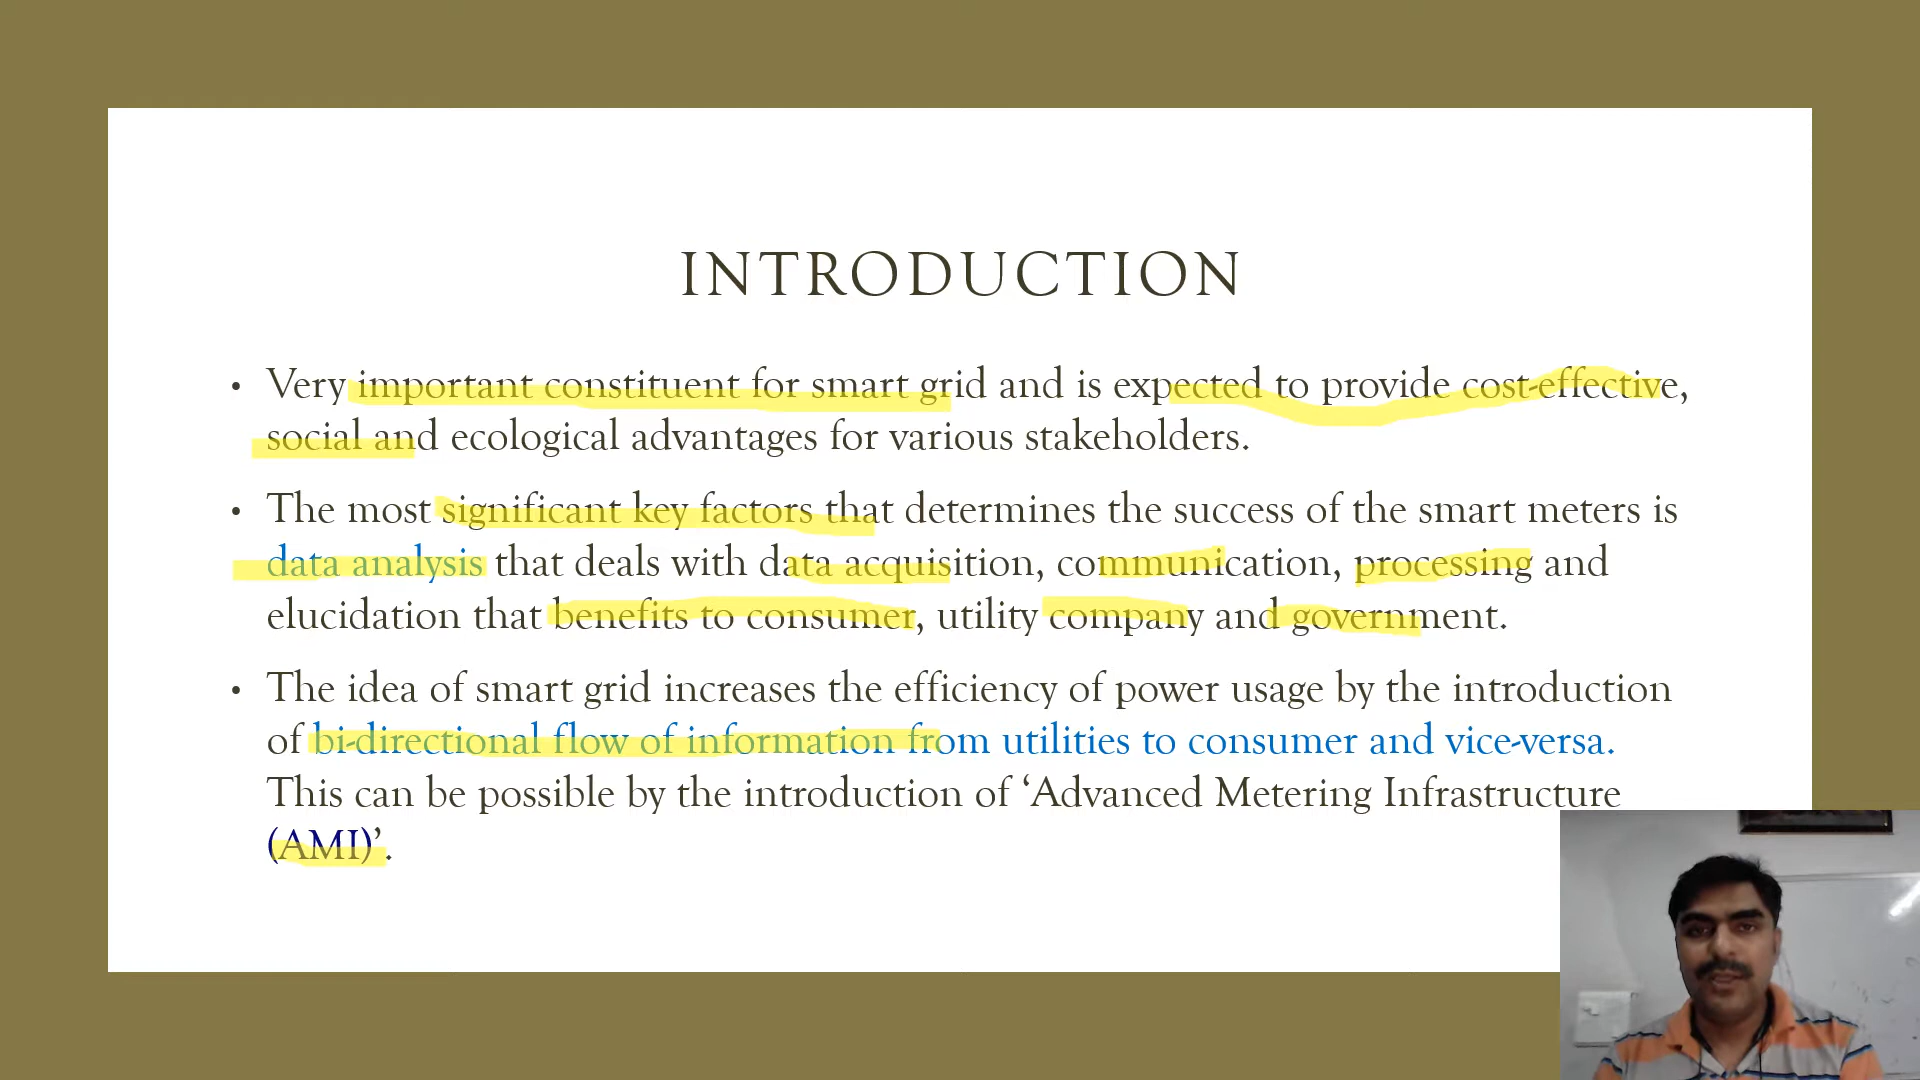 INTRODUCTION
• Very important constituent for smart grid and is expected to provide cost-effective,
social and ecological advantages for various stakeholders.
• The most significant key factors that determines the success of the smart meters is
data analysis that deals with data acquisition, communication, processing and
elucidation that benefits to consumer, utility company and government.
• The idea of smart grid increases the efficiency of power usage by the introduction
of bi-directional flow of information from utilities to consumer and vice-versa.
This can be possible by the introduction of ‘Advanced Metering Infrastructure
(AMI)’.